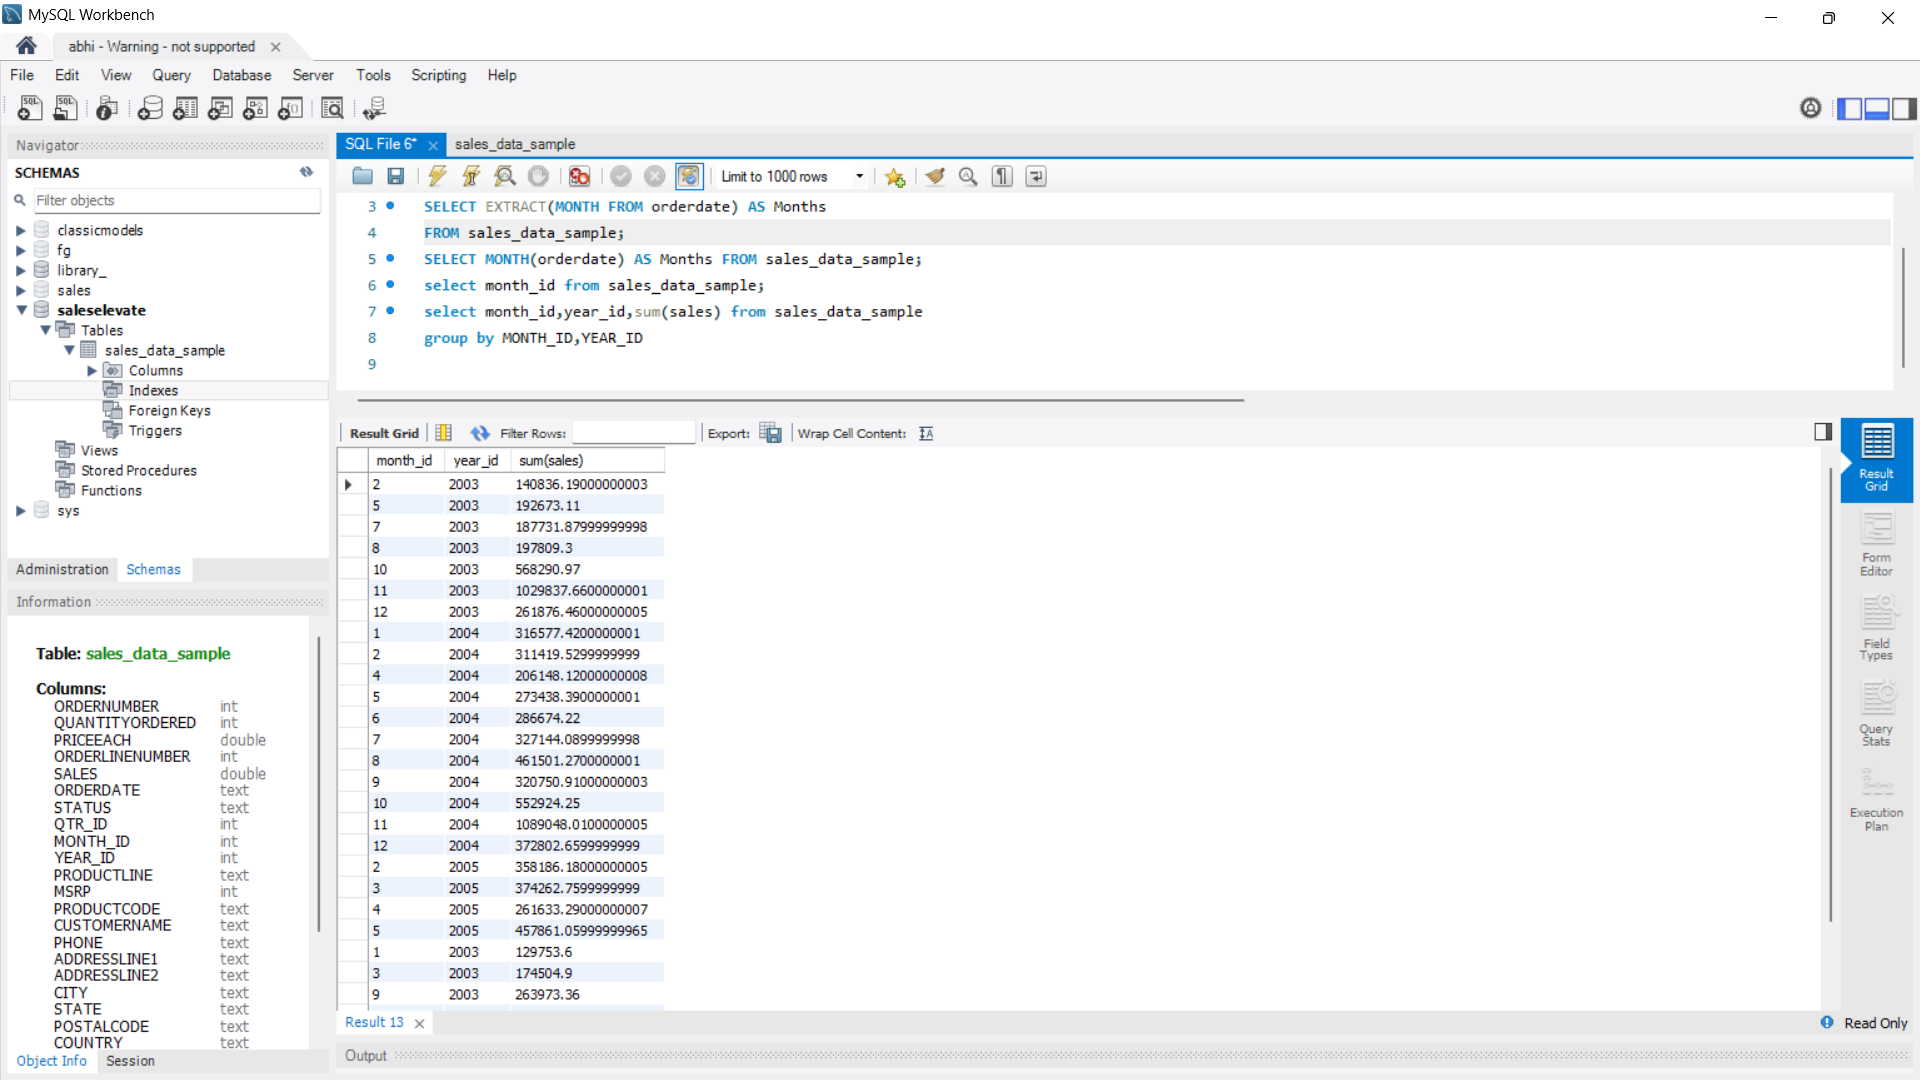 MySQL Workbench
abhi - Warning - not supported
File Edit View Query Database Server Tools Scripting Help
Navigator
SCHEMAS
Filter objects
classicmodels
fg
library_
sales
saleselevate
Tables
sales_data_sample
Columns
Indexes
Foreign Keys
Triggers
Views
Stored Procedures
Functions
sys
Administration Schemas
Information
Table: sales_data_sample
Columns:
ORDERNUMBER int
QUANTITYORDERED int
PRICEEACH double
ORDERLINENUMBER int
SALES double
ORDERDATE text
STATUS text
QTR_ID int
MONTH_ID int
YEAR_ID int
PRODUCTLINE text
MSRP int
PRODUCTCODE text
CUSTOMERNAME text
PHONE text
ADDRESSLINE1 text
ADDRESSLINE2 text
CITY text
STATE text
POSTALCODE text
COUNTRY text
Object Info Session
SQL File 6* sales_data_sample
Limit to 1000 rows
3 SELECT EXTRACT(MONTH FROM orderdate) AS Months
4 FROM sales_data_sample;
5 SELECT MONTH(orderdate) AS Months FROM sales_data_sample;
6 select month_id from sales_data_sample;
7 select month_id,year_id,sum(sales) from sales_data_sample
8 group by MONTH_ID,YEAR_ID
9
Result Grid Filter Rows: Export: Wrap Cell Content:
month_id year_id sum(sales)
2 2003 140836.19000000003
5 2003 192673.11
7 2003 187731.87999999998
8 2003 197809.3
10 2003 568290.97
11 2003 1029837.6600000001
12 2003 261876.46000000005
1 2004 316577.4200000001
2 2004 311419.5299999999
4 2004 206148.12000000008
5 2004 273438.3900000001
6 2004 286674.22
7 2004 327144.0899999998
8 2004 461501.2700000001
9 2004 320750.91000000003
10 2004 552924.25
11 2004 1089048.0100000005
12 2004 372802.6599999999
2 2005 358186.18000000005
3 2005 374262.7599999999
4 2005 261633.29000000007
5 2005 457861.05999999965
1 2003 129753.6
3 2003 174504.9
9 2003 263973.36
Result 13
Read Only
Output
Result
Grid
Form
Editor
Field
Types
Query
Stats
Execution
Plan